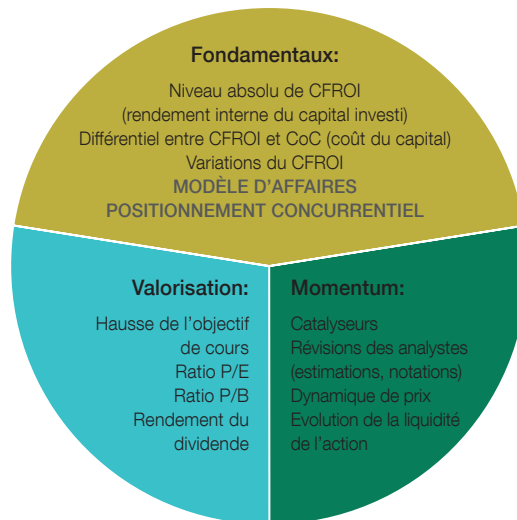 Fondamentaux:
Niveau absolu de CFROI
(rendement interne du capital investi)
Différentiel entre CFROI et CoC (coût du capital)
Variations du CFROI
MODÈLE D'AFFAIRES
POSITIONNEMENT CONCURRENTIEL
Valorisation:
Hausse de l'objectif
de cours
Ratio P/E
Ratio P/B
Rendement du
dividende
Momentum:
Catalyseurs
Révisions des analystes
(estimations, notations)
Dynamique de prix
Evolution de la liquidité
de l'action